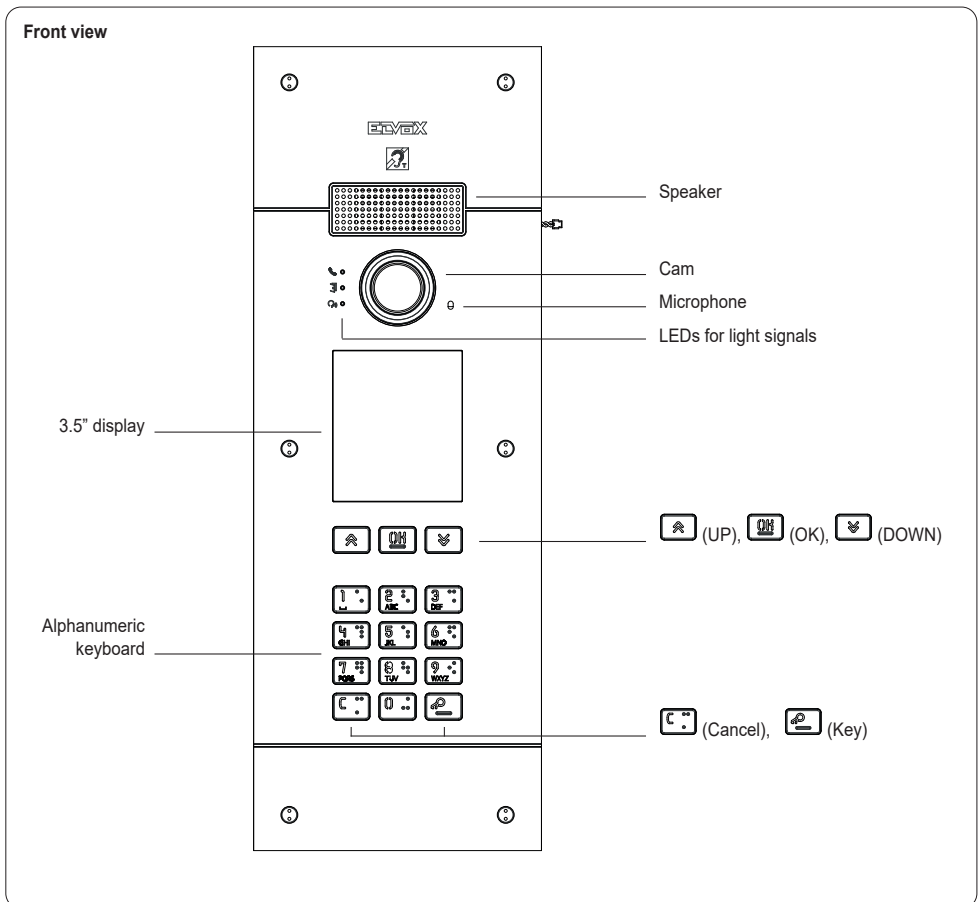 Front view
ELVOX
T
Speaker
Cam
Microphone
LEDs for light signals
3.5” display
(UP), OK (OK), (DOWN)
OK
1 2 ABC 3 DEF
4 GHI 5 JKL 6 MNO
7 PQRS 8 TUV 9 WXYZ
C 0
Alphanumeric
keyboard
C (Cancel), (Key)